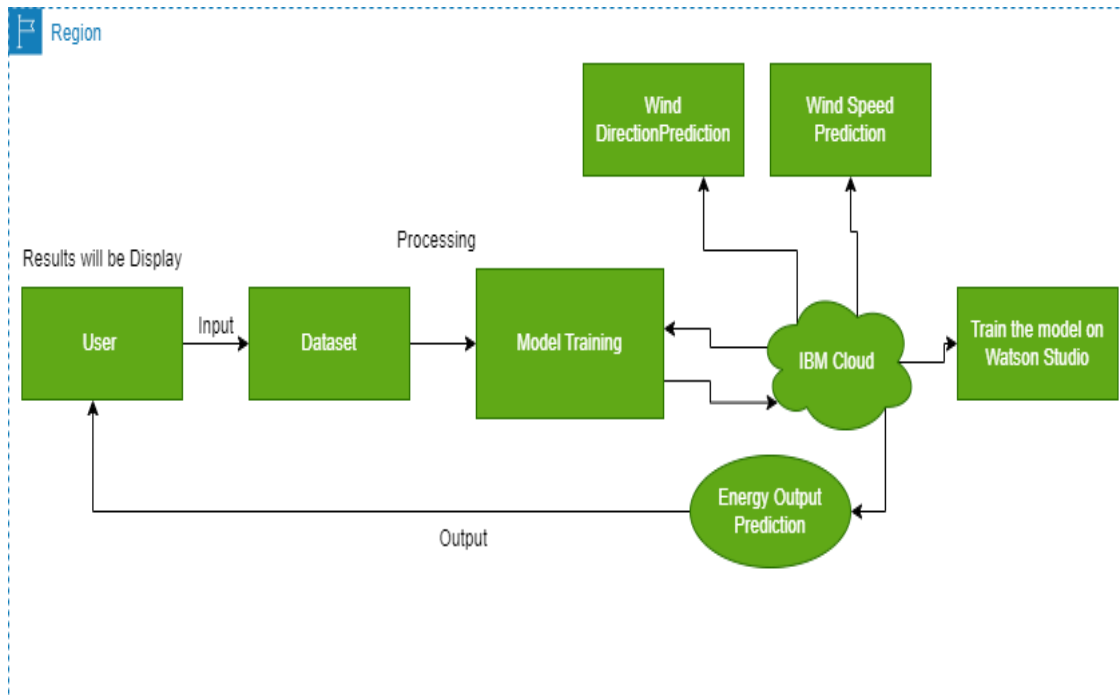 Region
Wind
DirectionPrediction
Wind Speed
Prediction
Results will be Display
Processing
User
Input
Dataset
Model Training
IBM Cloud
Train the model on
Watson Studio
Energy Output
Prediction
Output